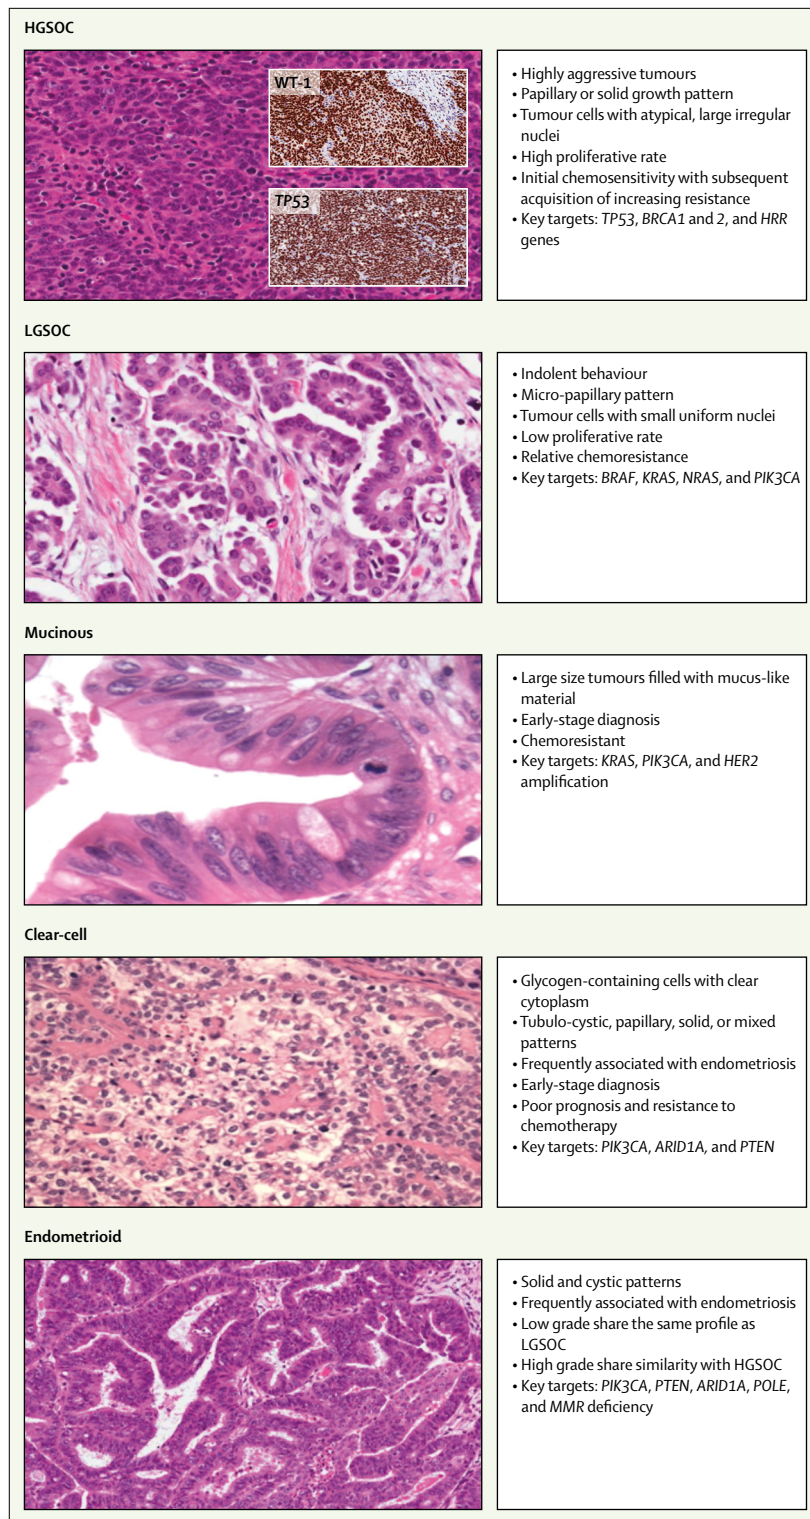 HGSOC
WT-1
TP53
• Highly aggressive tumours
• Papillary or solid growth pattern
• Tumour cells with atypical, large irregular
nuclei
• High proliferative rate
• Initial chemosensitivity with subsequent
acquisition of increasing resistance
• Key targets: TP53, BRCA1 and 2, and HRR
genes
LGSOC
• Indolent behaviour
• Micro-papillary pattern
• Tumour cells with small uniform nuclei
• Low proliferative rate
• Relative chemoresistance
• Key targets: BRAF, KRAS, NRAS, and PIK3CA
Mucinous
• Large size tumours filled with mucus-like
material
• Early-stage diagnosis
• Chemoresistant
• Key targets: KRAS, PIK3CA, and HER2
amplification
Clear-cell
• Glycogen-containing cells with clear
cytoplasm
• Tubulo-cystic, papillary, solid, or mixed
patterns
• Frequently associated with endometriosis
• Early-stage diagnosis
• Poor prognosis and resistance to
chemotherapy
• Key targets: PIK3CA, ARID1A, and PTEN
Endometrioid
• Solid and cystic patterns
• Frequently associated with endometriosis
• Low grade share the same profile as
LGSOC
• High grade share similarity with HGSOC
• Key targets: PIK3CA, PTEN, ARID1A, POLE,
and MMR deficiency